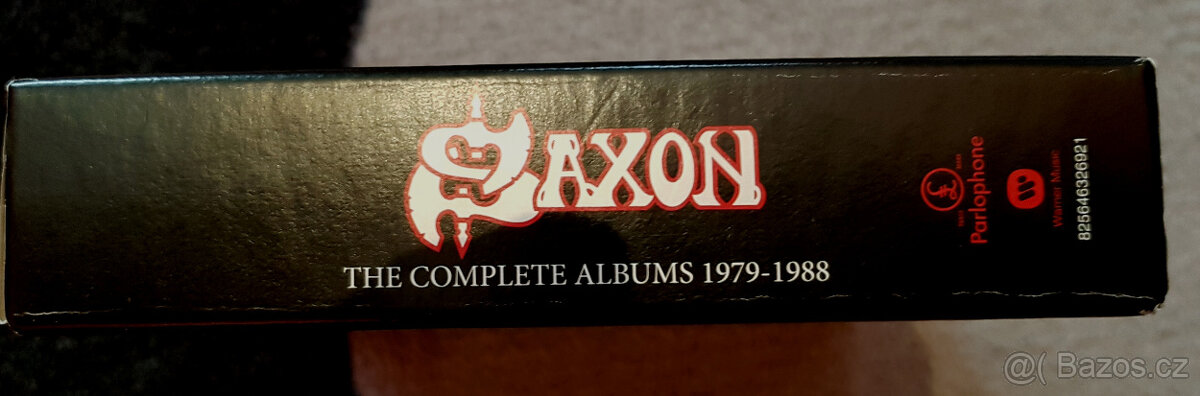 SAXON
THE COMPLETE ALBUMS 1979-1988
Parlophone
Warner Music
825646326921
@( Bazos.cz